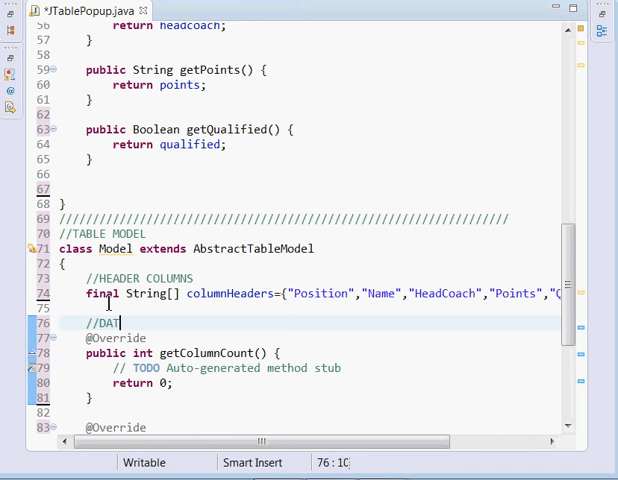 *JTablePopup.java
56 return headcoach;
57 }
58
59 public String getPoints() {
60 return points;
61 }
62
63 public Boolean getQualified() {
64 return qualified;
65 }
66
67
68 }
69 ///////////////////////////////////////////////////////////////////
70 //TABLE MODEL
71 class Model extends AbstractTableModel
72 {
73 //HEADER COLUMNS
74 final String[] columnHeaders={"Position","Name","HeadCoach","Points","Q
75
76 //DAT
77 @Override
78 public int getColumnCount() {
79 // TODO Auto-generated method stub
80 return 0;
81 }
82
83 @Override
Writable Smart Insert 76 : 10